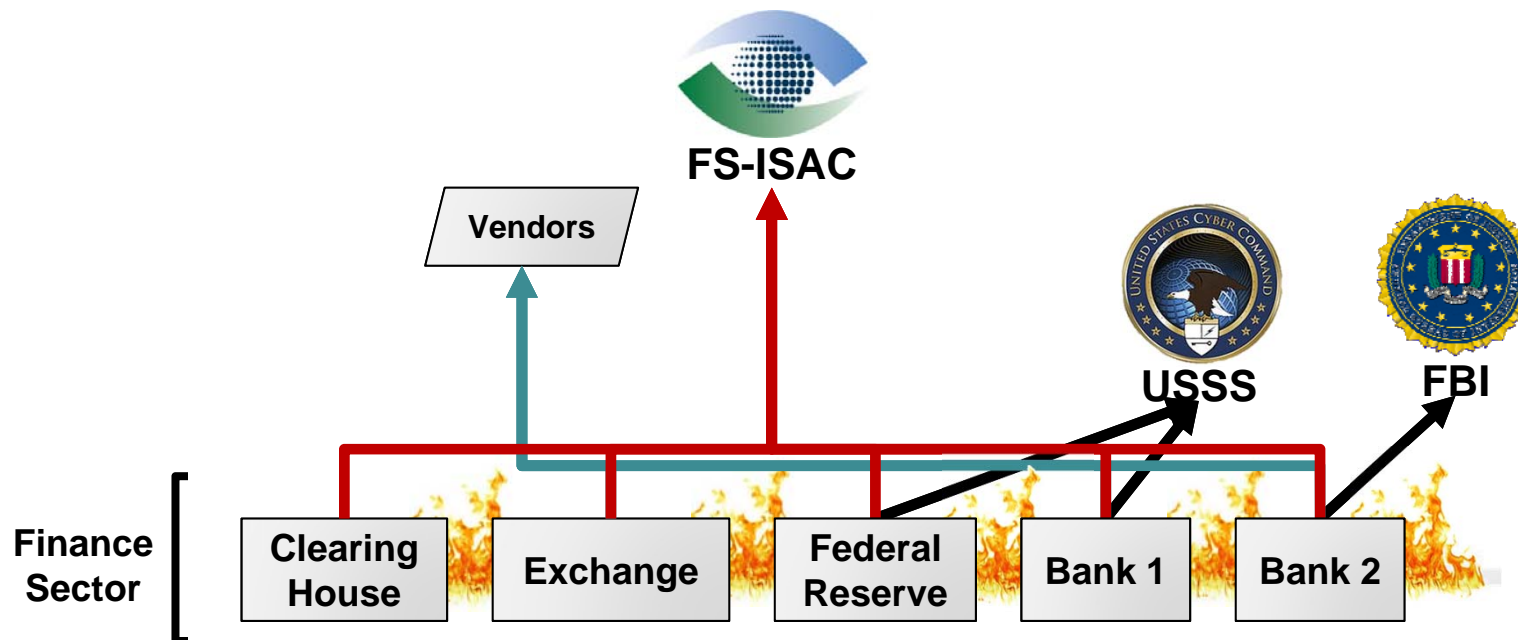 FS-ISAC
Vendors
UNITED STATES CYBER COMMAND
USSS
FBI
Finance
Sector
Clearing
House
Exchange
Federal
Reserve
Bank 1
Bank 2